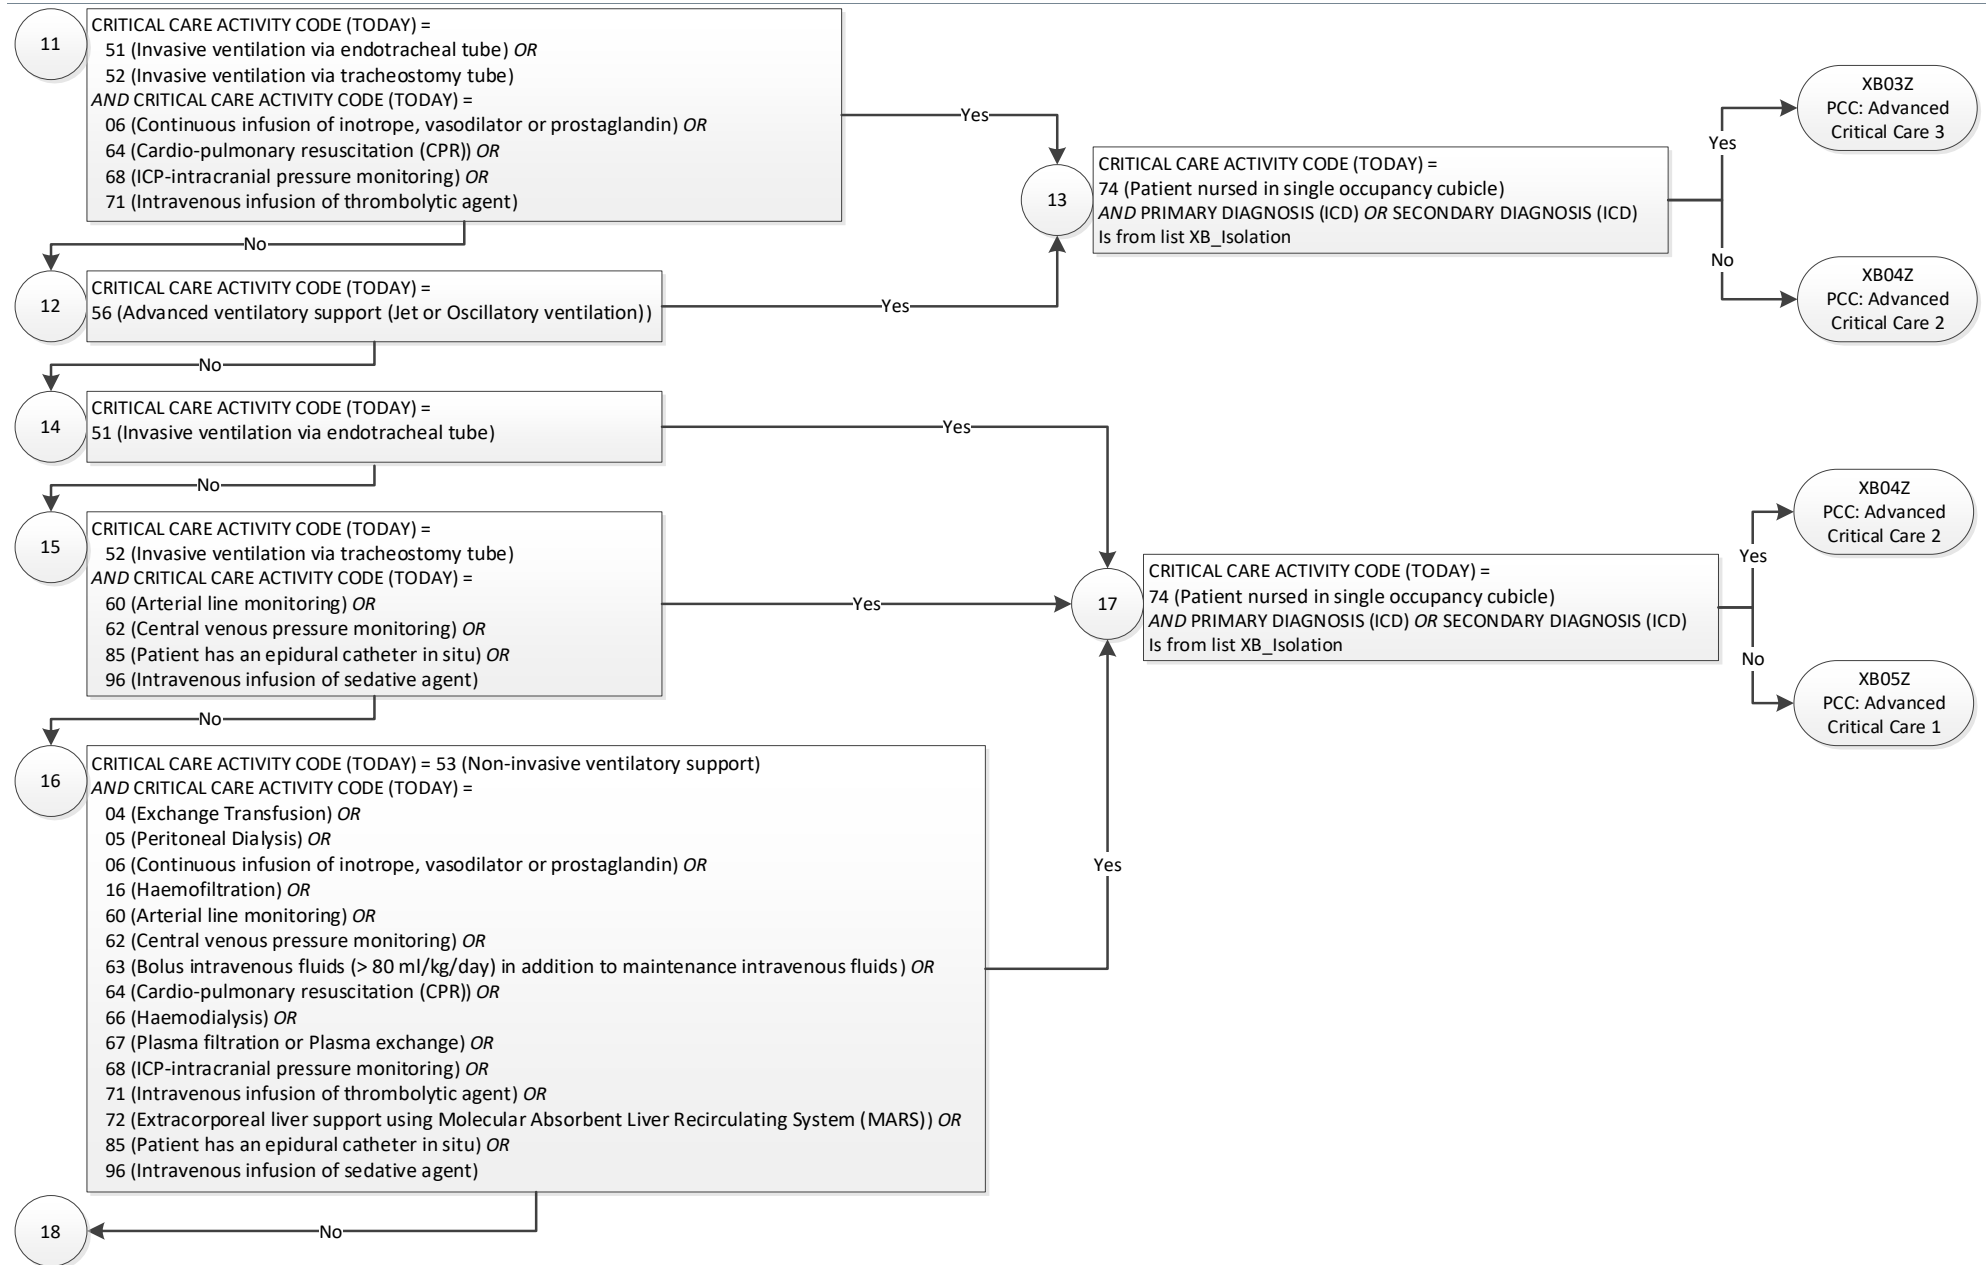 11
CRITICAL CARE ACTIVITY CODE (TODAY) =
51 (Invasive ventilation via endotracheal tube) OR
52 (Invasive ventilation via tracheostomy tube)
AND CRITICAL CARE ACTIVITY CODE (TODAY) =
06 (Continuous infusion of inotrope, vasodilator or prostaglandin) OR
64 (Cardio-pulmonary resuscitation (CPR)) OR
68 (ICP-intracranial pressure monitoring) OR
71 (Intravenous infusion of thrombolytic agent)
Yes
No
13
CRITICAL CARE ACTIVITY CODE (TODAY) =
74 (Patient nursed in single occupancy cubicle)
AND PRIMARY DIAGNOSIS (ICD) OR SECONDARY DIAGNOSIS (ICD)
Is from list XB_Isolation
Yes
No
XB03Z
PCC: Advanced
Critical Care 3
XB04Z
PCC: Advanced
Critical Care 2
12
CRITICAL CARE ACTIVITY CODE (TODAY) =
56 (Advanced ventilatory support (Jet or Oscillatory ventilation))
Yes
No
14
CRITICAL CARE ACTIVITY CODE (TODAY) =
51 (Invasive ventilation via endotracheal tube)
Yes
No
15
CRITICAL CARE ACTIVITY CODE (TODAY) =
52 (Invasive ventilation via tracheostomy tube)
AND CRITICAL CARE ACTIVITY CODE (TODAY) =
60 (Arterial line monitoring) OR
62 (Central venous pressure monitoring) OR
85 (Patient has an epidural catheter in situ) OR
96 (Intravenous infusion of sedative agent)
Yes
No
17
CRITICAL CARE ACTIVITY CODE (TODAY) =
74 (Patient nursed in single occupancy cubicle)
AND PRIMARY DIAGNOSIS (ICD) OR SECONDARY DIAGNOSIS (ICD)
Is from list XB_Isolation
Yes
No
XB04Z
PCC: Advanced
Critical Care 2
XB05Z
PCC: Advanced
Critical Care 1
16
CRITICAL CARE ACTIVITY CODE (TODAY) = 53 (Non-invasive ventilatory support)
AND CRITICAL CARE ACTIVITY CODE (TODAY) =
04 (Exchange Transfusion) OR
05 (Peritoneal Dialysis) OR
06 (Continuous infusion of inotrope, vasodilator or prostaglandin) OR
16 (Haemofiltration) OR
60 (Arterial line monitoring) OR
62 (Central venous pressure monitoring) OR
63 (Bolus intravenous fluids (> 80 ml/kg/day) in addition to maintenance intravenous fluids) OR
64 (Cardio-pulmonary resuscitation (CPR)) OR
66 (Haemodialysis) OR
67 (Plasma filtration or Plasma exchange) OR
68 (ICP-intracranial pressure monitoring) OR
71 (Intravenous infusion of thrombolytic agent) OR
72 (Extracorporeal liver support using Molecular Absorbent Liver Recirculating System (MARS)) OR
85 (Patient has an epidural catheter in situ) OR
96 (Intravenous infusion of sedative agent)
Yes
No
18